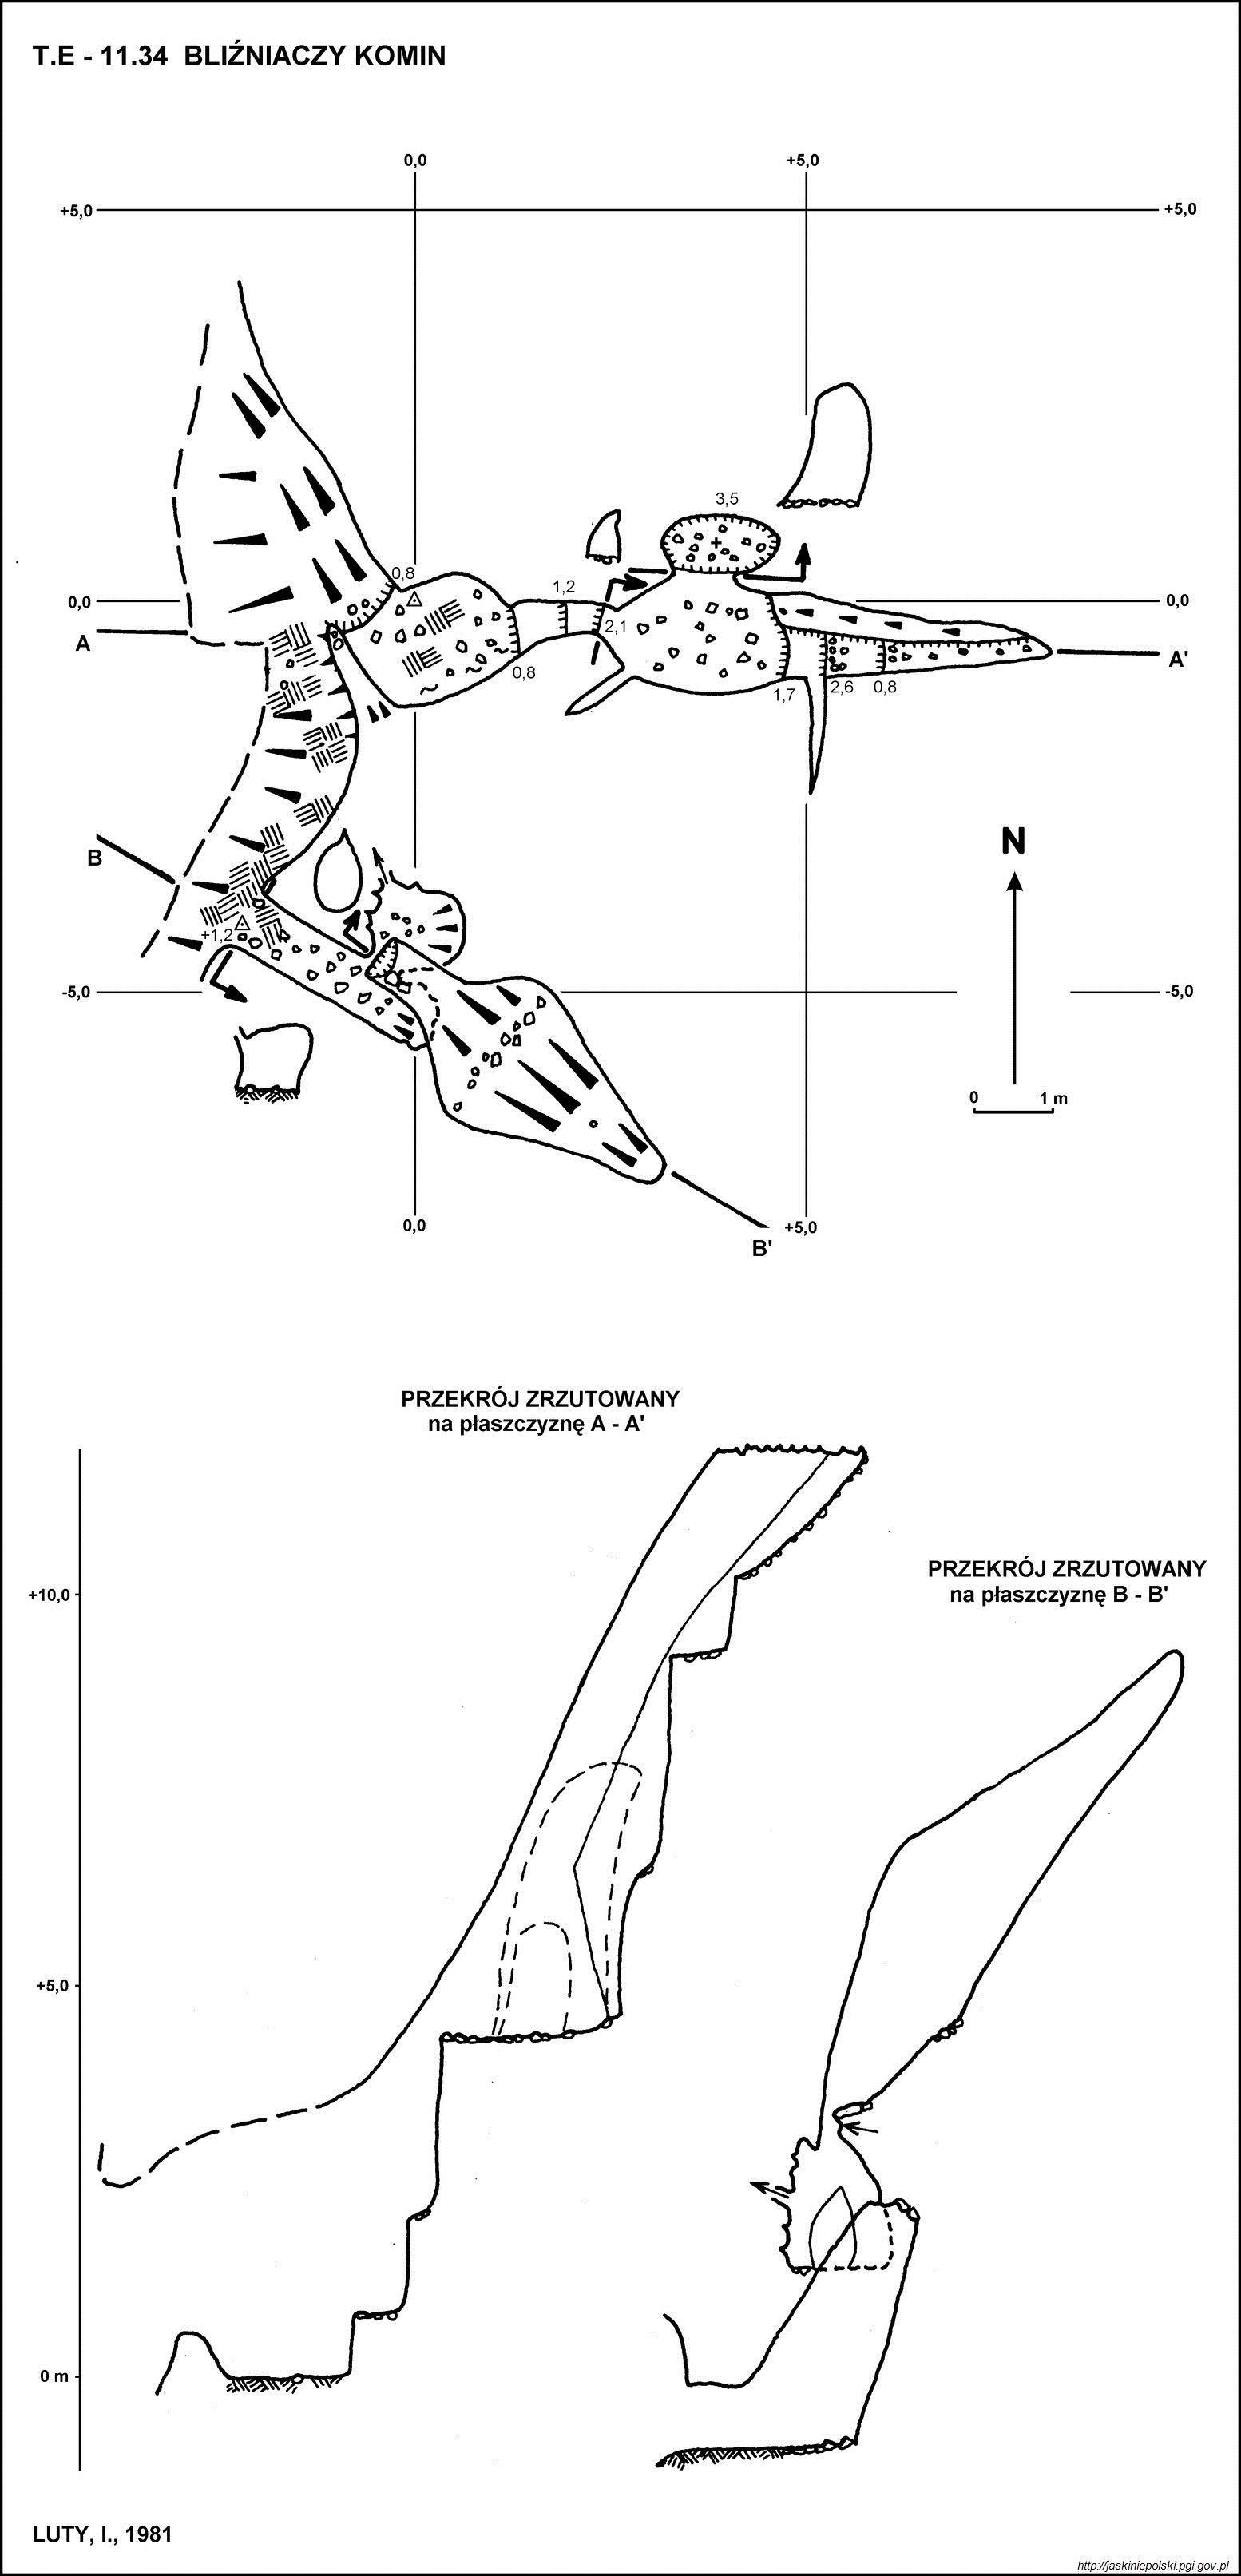 T.E - 11.34  BLIŹNIACZY KOMIN
0,0
+5,0
+5,0
+5,0
3,5
0,8
1,2
0,0
0,0
2,1
A
A'
0,8
1,7
2,6
0,8
N
B
+1,2
-5,0
-5,0
0
1 m
0,0
+5,0
B'
PRZEKRÓJ ZRZUTOWANY
na płaszczyznę A - A'
PRZEKRÓJ ZRZUTOWANY
na płaszczyznę B - B'
+10,0
+5,0
0 m
LUTY, I., 1981
http://jaskiniepolski.pgi.gov.pl